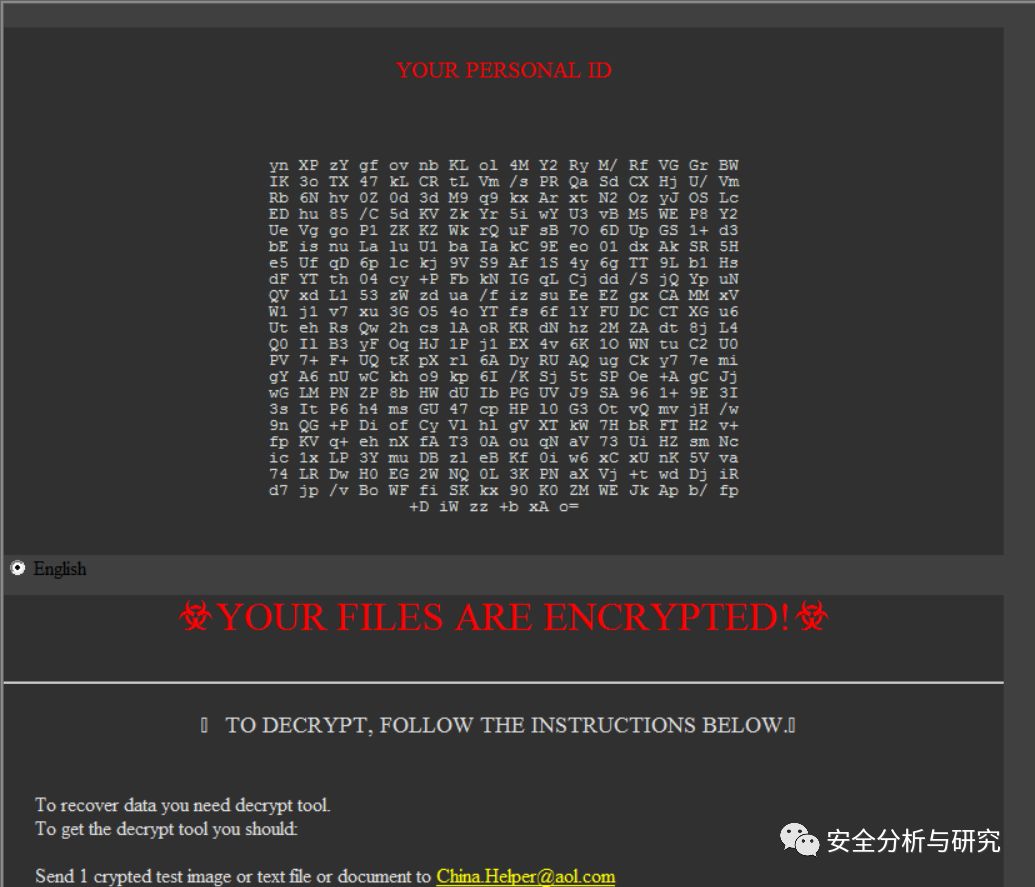 YOUR PERSONAL ID
yn XP zY gf ov nb KL ol 4M Y2 Ry M/ Rf VG Gr BW
IK 3o TX 47 kL CR tL Vm /s PR Qa Sd CX Hj U/ Vm
Rb 6N hv 0Z 0d 3d M9 q9 kx Ar xt N2 Oz yJ OS Lc
ED hu 85 /C 5d KV Zk Yr 5i wY U3 vB M5 WE P8 Y2
Ue Vg go P1 ZK KZ Wk rQ uF sB 7O 6D Up GS 1+ d3
bE is nu La lu U1 ba Ia kC 9E eo 01 dx Ak SR 5H
e5 Uf qD 6p lc kj 9V S9 Af 1S 4y 6g TT 9L b1 Hs
dF YT th 04 cy +P Fb kN IG qL Cj dd /S jQ Yp uN
QV xd L1 53 zW zd ua /f iz su Ee EZ gx CA MM xV
W1 j1 v7 xu 3G O5 4o YT fs 6f 1Y FU DC CT XG u6
Ut eh Rs Qw 2h cs lA oR KR dN hz 2M ZA dt 8j L4
Q0 Il B3 yF Oq HJ 1P j1 EX 4v 6K 1O WN tu C2 U0
PV 7+ F+ UQ tK pX rl 6A Dy RU AQ ug Ck y7 7e mi
gY A6 nU wC kh o9 kp 6I /K Sj 5t SP Oe +A gC Jj
wG LM PN ZP 8b HW dU Ib PG UV J9 SA 96 1+ 9E 3I
3s It P6 h4 ms GU 47 cp HP l0 G3 Ot vQ mv jH /w
9n QG +P Di of Cy Vl hl gV XT kW 7H bR FT H2 v+
fp KV q+ eh nX fA T3 0A ou qN aV 73 Ui HZ sm Nc
ic 1x LP 3Y mu DB zl eB Kf 0i w6 xC xU nK 5V va
74 LR Dw H0 EG 2W NQ 0L 3K PN aX Vj +t wd Dj iR
d7 jp /v Bo WF fi SK kx 90 K0 ZM WE Jk Ap b/ fp
+D iW zz +b xA o=
English
☣YOUR FILES ARE ENCRYPTED!☣
TO DECRYPT, FOLLOW THE INSTRUCTIONS BELOW.
To recover data you need decrypt tool.
To get the decrypt tool you should:
Send 1 crypted test image or text file or document to China.Helper@aol.com
安全分析与研究